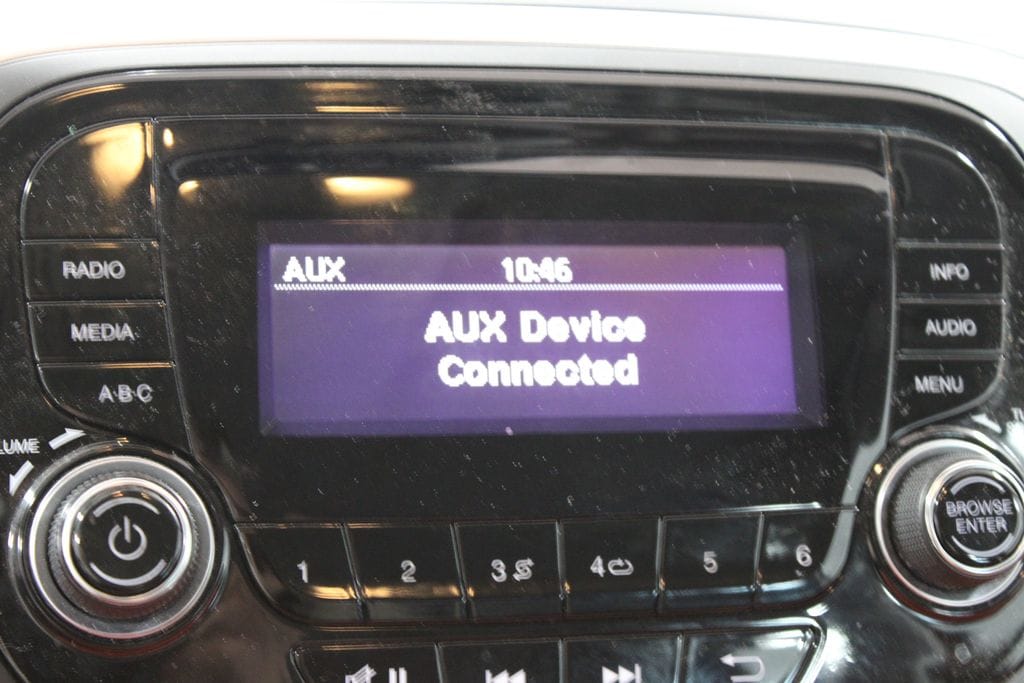 AUX 10:46
AUX Device
Connected
RADIO
MEDIA
A·B·C
INFO
AUDIO
MENU
BROWSE
ENTER
1 2 3 4 5 6